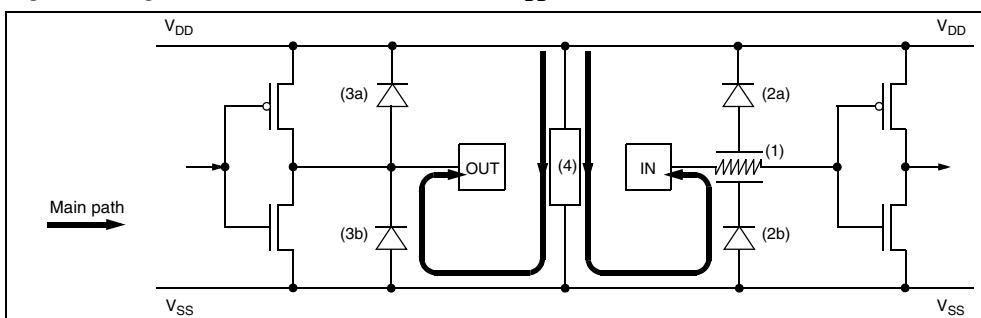 V_DD V_DD
(3a) (2a)
(1)
OUT (4) IN
Main path
(3b) (2b)
V_SS V_SS